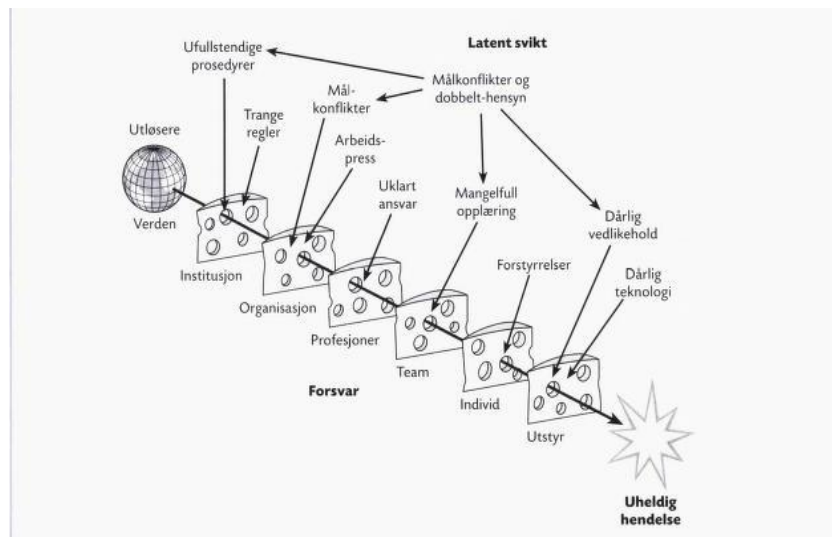 Latent svikt
Ufullstendige
prosedyrer
Målkonflikter og
dobbelt-hensyn
Mål-
konflikter
Trange
regler
Arbeids-
press
Utløsere
Verden
Uklart
ansvar
Mangelfull
opplæring
Dårlig
vedlikehold
Forstyrrelser
Dårlig
teknologi
Institusjon
Organisasjon
Profesjoner
Team
Individ
Utstyr
Forsvar
Uheldig
hendelse